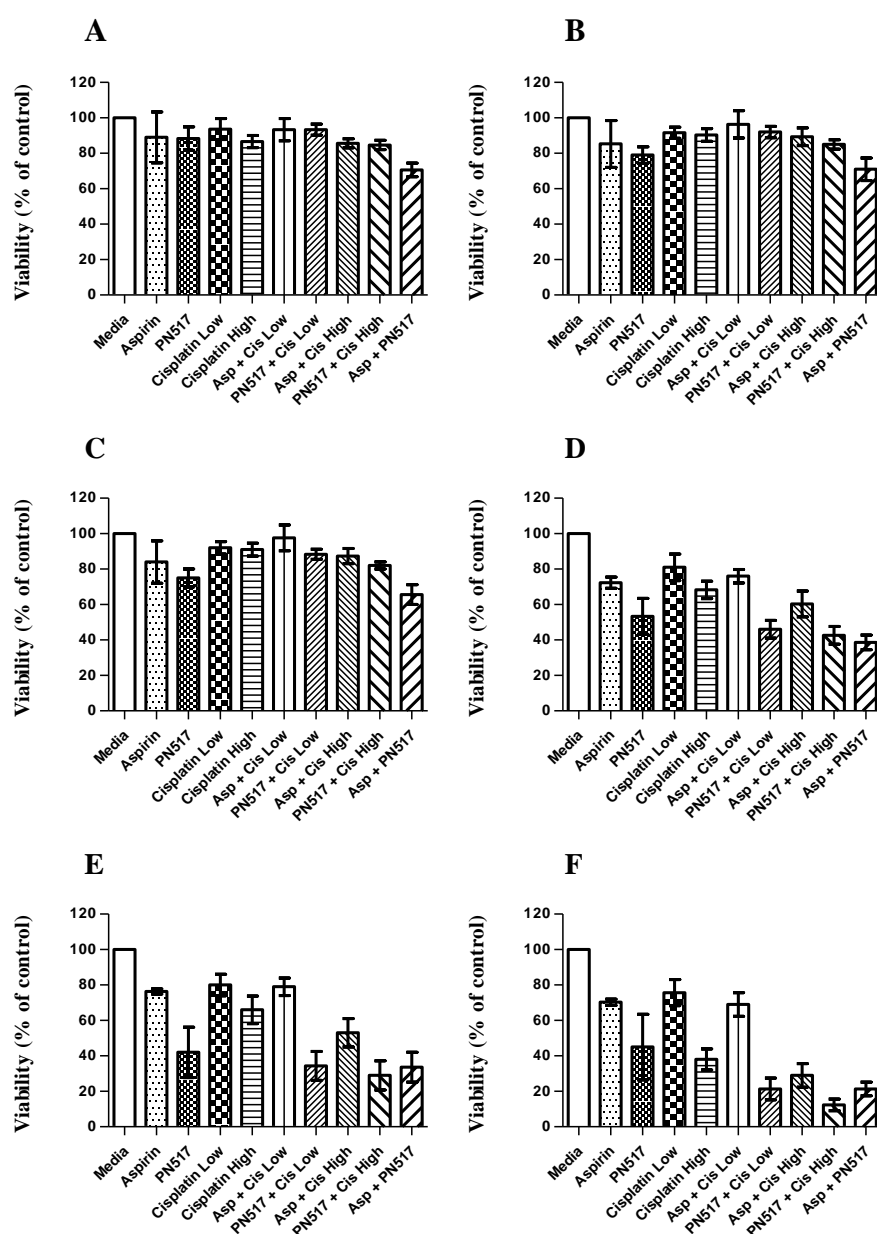 A
Viability (% of control)
120
100
80
60
40
20
0
Media
Aspirin
PN517
Cisplatin Low
Cisplatin High
Asp + Cis Low
PN517 + Cis Low
Asp + Cis High
PN517 + Cis High
Asp + PN517
B
Viability (% of control)
120
100
80
60
40
20
0
Media
Aspirin
PN517
Cisplatin Low
Cisplatin High
Asp + Cis Low
PN517 + Cis Low
Asp + Cis High
PN517 + Cis High
Asp + PN517
C
Viability (% of control)
120
100
80
60
40
20
0
Media
Aspirin
PN517
Cisplatin Low
Cisplatin High
Asp + Cis Low
PN517 + Cis Low
Asp + Cis High
PN517 + Cis High
Asp + PN517
D
Viability (% of control)
120
100
80
60
40
20
0
Media
Aspirin
PN517
Cisplatin Low
Cisplatin High
Asp + Cis Low
PN517 + Cis Low
Asp + Cis High
PN517 + Cis High
Asp + PN517
E
Viability (% of control)
120
100
80
60
40
20
0
Media
Aspirin
PN517
Cisplatin Low
Cisplatin High
Asp + Cis Low
PN517 + Cis Low
Asp + Cis High
PN517 + Cis High
Asp + PN517
F
Viability (% of control)
120
100
80
60
40
20
0
Media
Aspirin
PN517
Cisplatin Low
Cisplatin High
Asp + Cis Low
PN517 + Cis Low
Asp + Cis High
PN517 + Cis High
Asp + PN517